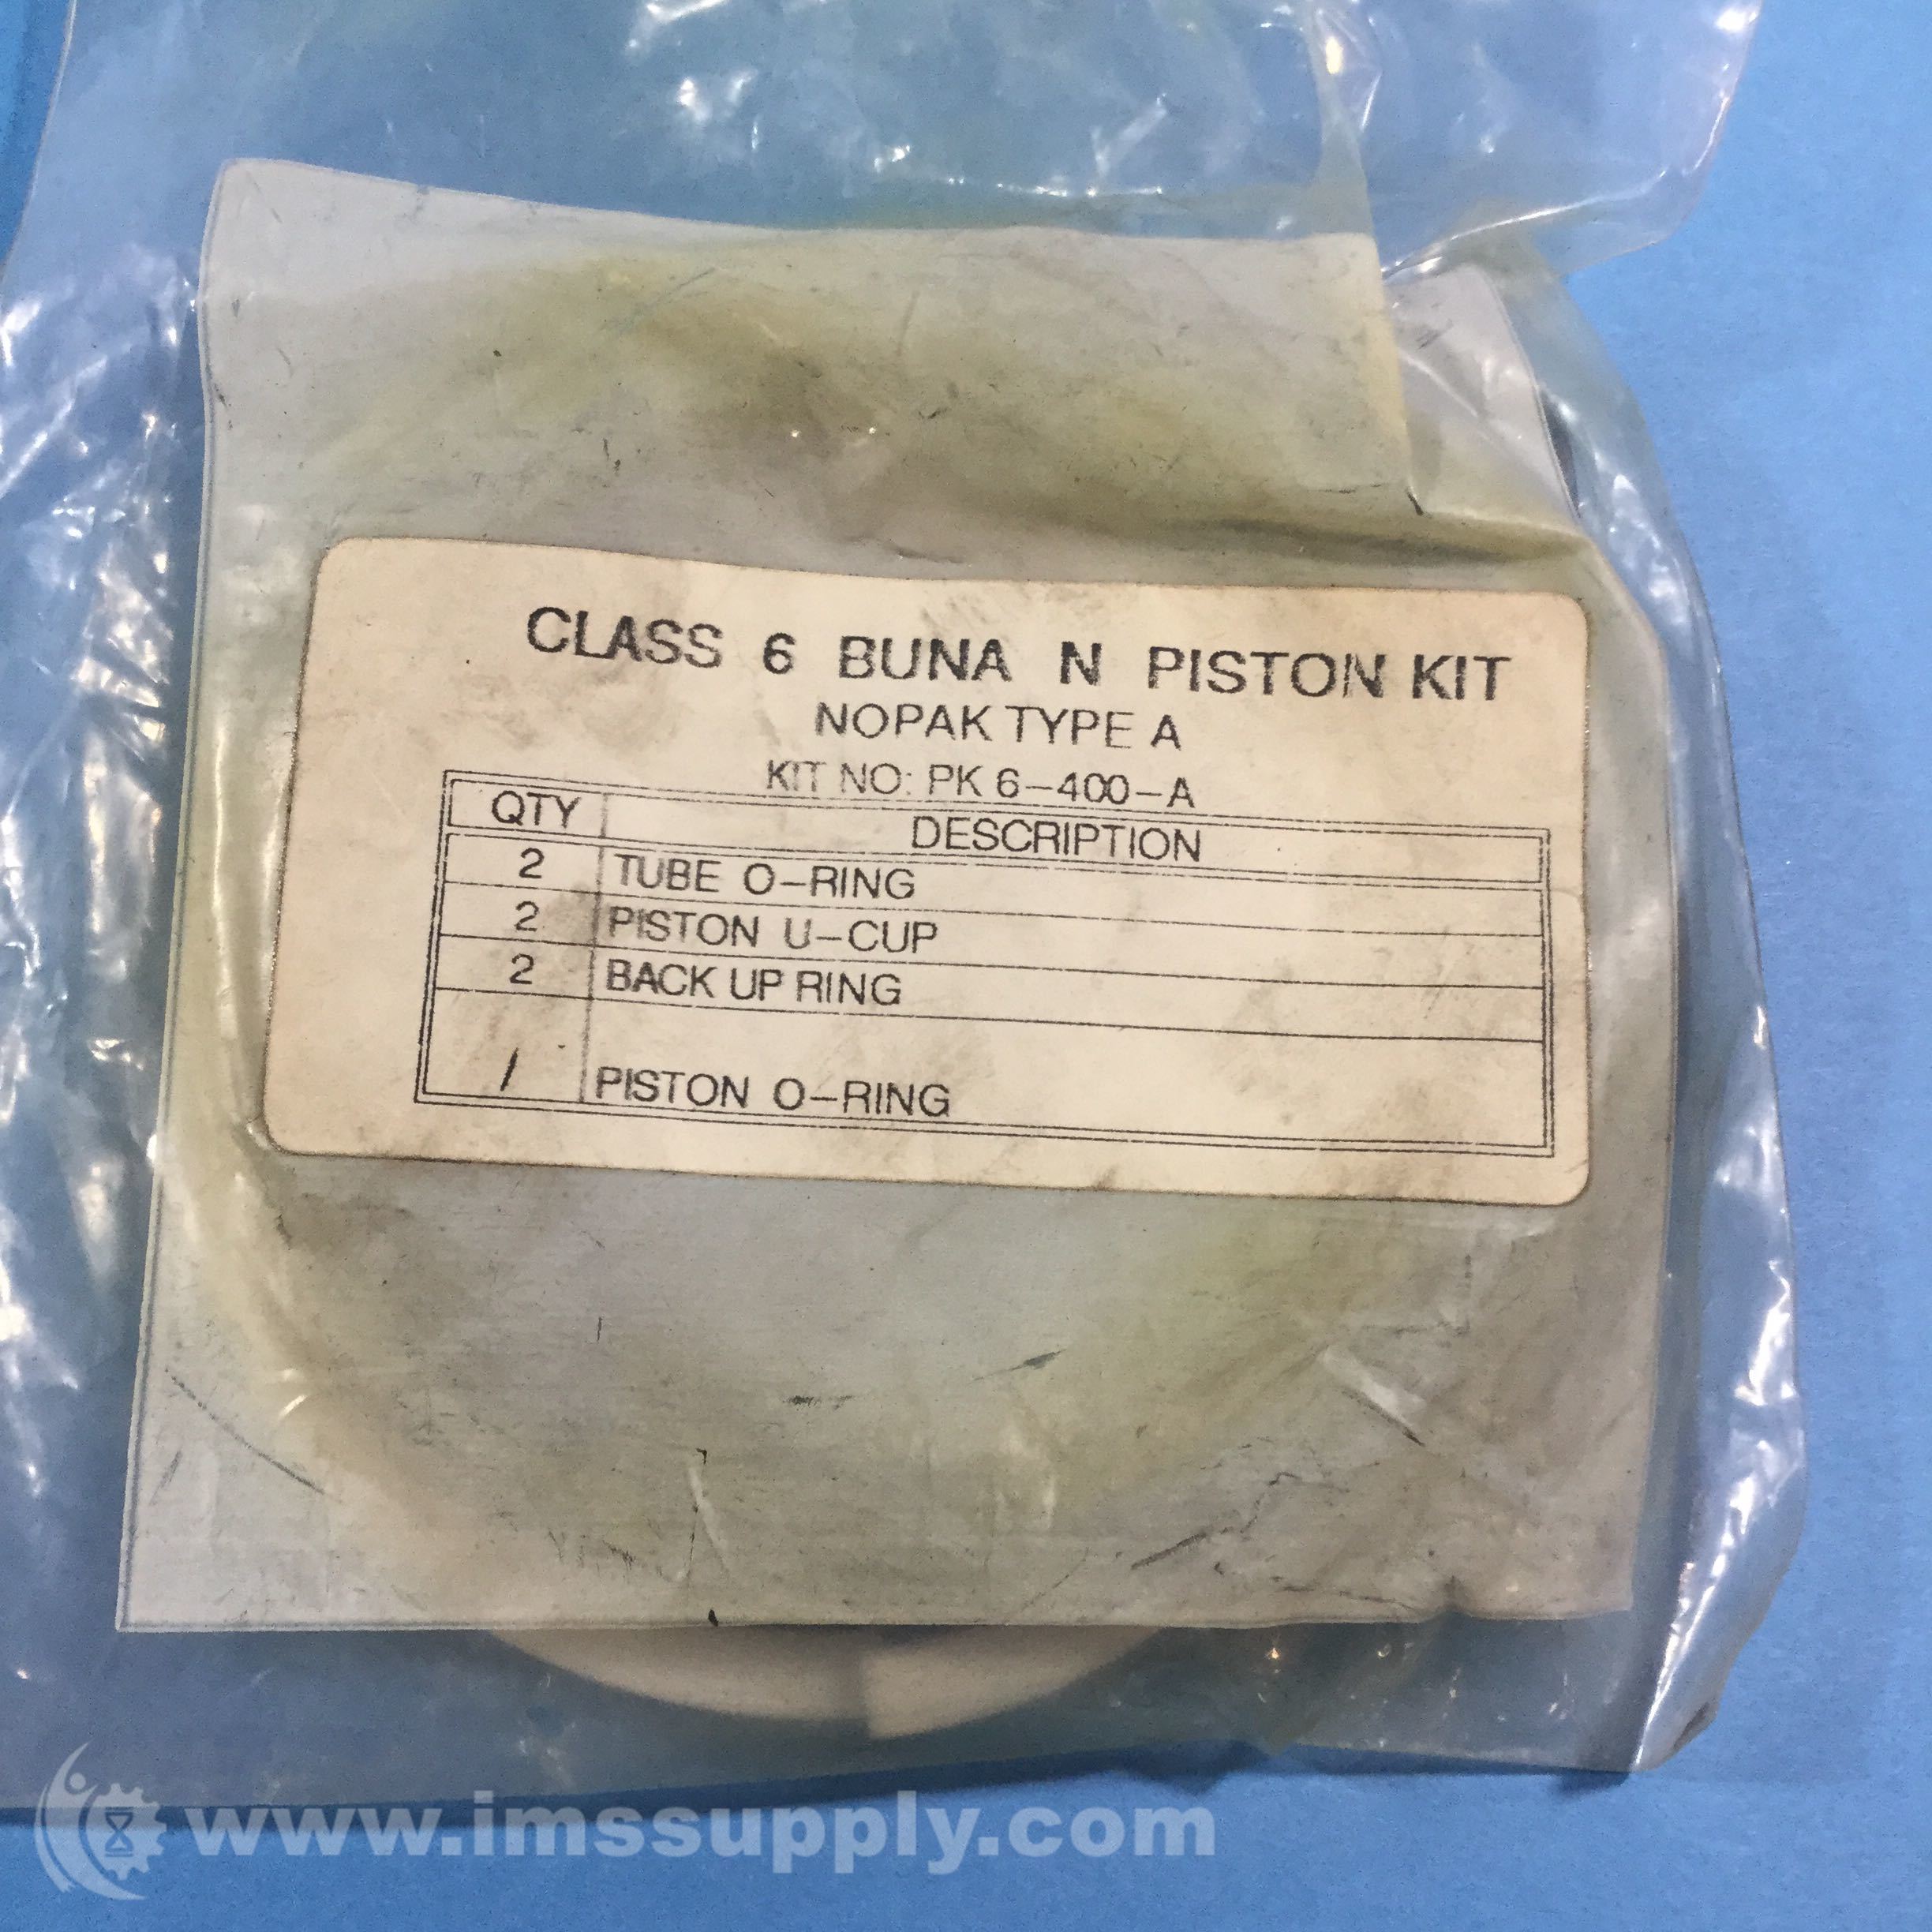 CLASS 6 BUNA N PISTON KIT
NOPAK TYPE A
KIT NO: PK 6-400-A
QTY DESCRIPTION
2 TUBE O-RING
2 PISTON U-CUP
2 BACK UP RING
1 PISTON O-RING
www.imssupply.com